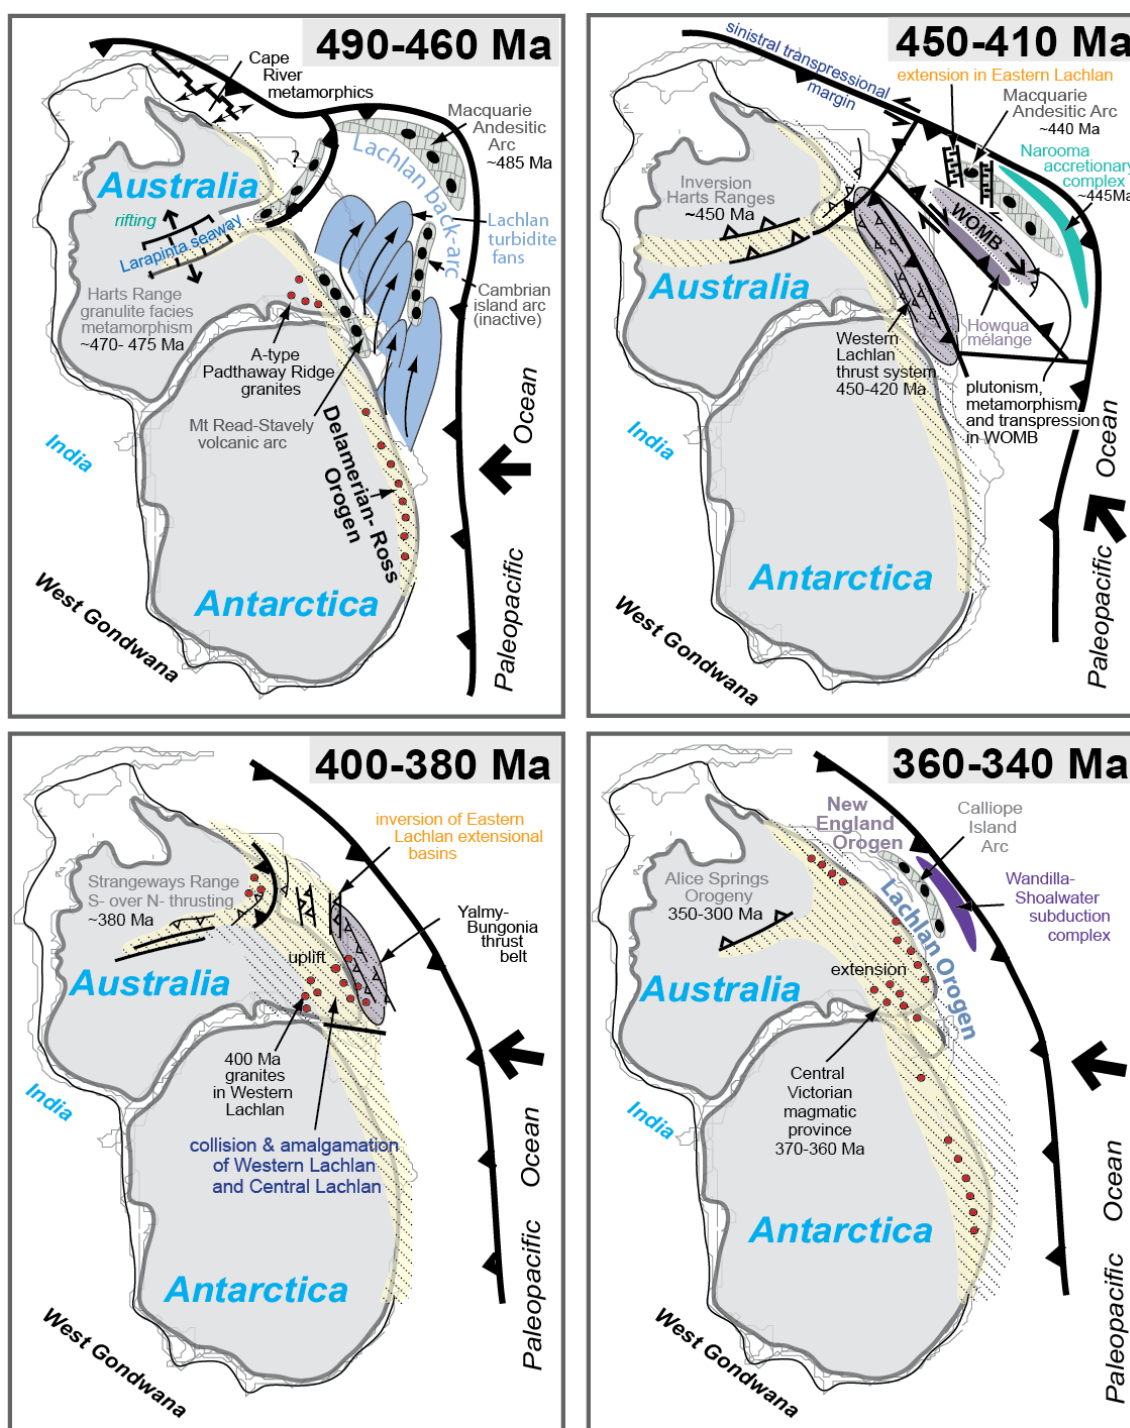 490-460 Ma
Cape
River
metamorphics
Macquarie
Andesitic
Arc
~485 Ma
Lachlan back-arc
?
Australia
rifting
Larapinta seaway
Lachlan
turbidite
fans
Harts Range
granulite facies
metamorphism
~470- 475 Ma
Cambrian
island arc
(inactive)
A-type
Padthaway Ridge
granites
Mt Read-Stavely
volcanic arc
India
Delamerian- Ross
Orogen
Antarctica
West Gondwana
Paleopacific Ocean
450-410 Ma
sinistral transpressional
margin
extension in Eastern Lachlan
Macquarie
Andesitic Arc
~440 Ma
Narooma
accretionary
complex
~445Ma
Inversion
Harts Ranges
~450 Ma
WOMB
Australia
Howqua
mélange
Western
Lachlan
thrust system
450-420 Ma
plutonism,
metamorphism
and transpression
in WOMB
India
Antarctica
West Gondwana
Paleopacific Ocean
400-380 Ma
inversion of Eastern
Lachlan extensional
basins
Strangeways Range
S- over N- thrusting
~380 Ma
Yalmy-
Bungonia
thrust
belt
uplift
Australia
400 Ma
granites
in Western
Lachlan
India
collision & amalgamation
of Western Lachlan
and Central Lachlan
Antarctica
West Gondwana
Paleopacific Ocean
360-340 Ma
New
England
Orogen
Calliope
Island
Arc
Alice Springs
Orogeny
350-300 Ma
Wandilla-
Shoalwater
subduction
complex
Lachlan Orogen
extension
Australia
Central
Victorian
magmatic
province
370-360 Ma
India
Antarctica
West Gondwana
Paleopacific Ocean